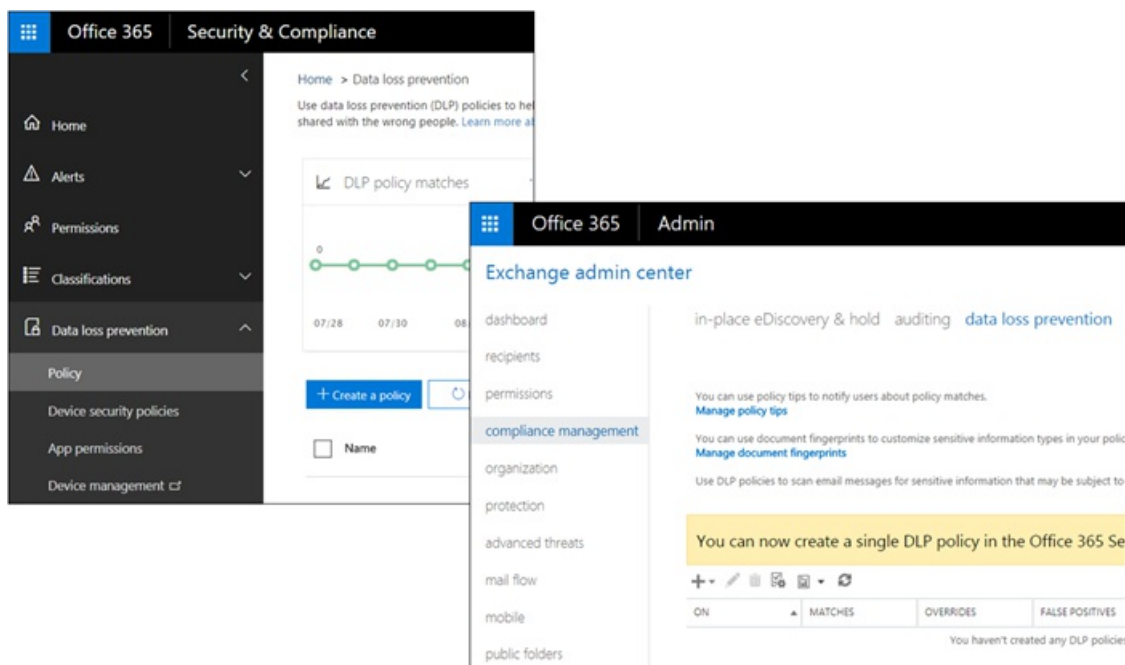 Office 365
Security & Compliance
Home > Data loss prevention
Use data loss prevention (DLP) policies to hel
shared with the wrong people. Learn more a
Home
Alerts
Permissions
Classifications
Data loss prevention
Policy
Device security policies
App permissions
Device management
DLP policy matches
0
07/28 07/30 08
+ Create a policy
Name
Office 365
Admin
Exchange admin center
dashboard
recipients
permissions
compliance management
organization
protection
advanced threats
mail flow
mobile
public folders
in-place eDiscovery & hold auditing data loss prevention
You can use policy tips to notify users about policy matches.
Manage policy tips
You can use document fingerprints to customize sensitive information types in your polic
Manage document fingerprints
Use DLP policies to scan email messages for sensitive information that may be subject to
You can now create a single DLP policy in the Office 365 Se
ON MATCHES OVERRIDES FALSE POSITIVES
You haven't created any DLP policies